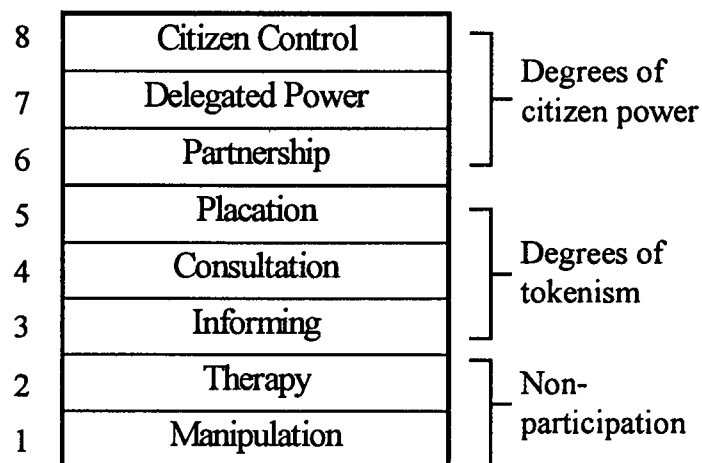 8 Citizen Control
7 Delegated Power
6 Partnership
Degrees of
citizen power
5 Placation
4 Consultation
3 Informing
Degrees of
tokenism
2 Therapy
1 Manipulation
Non-
participation